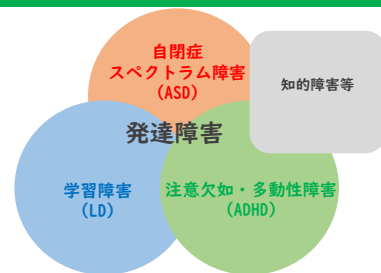 自閉症
スペクトラム障害
(ASD)
知的障害等
発達障害
学習障害
(LD)
注意欠如・多動性障害
(ADHD)